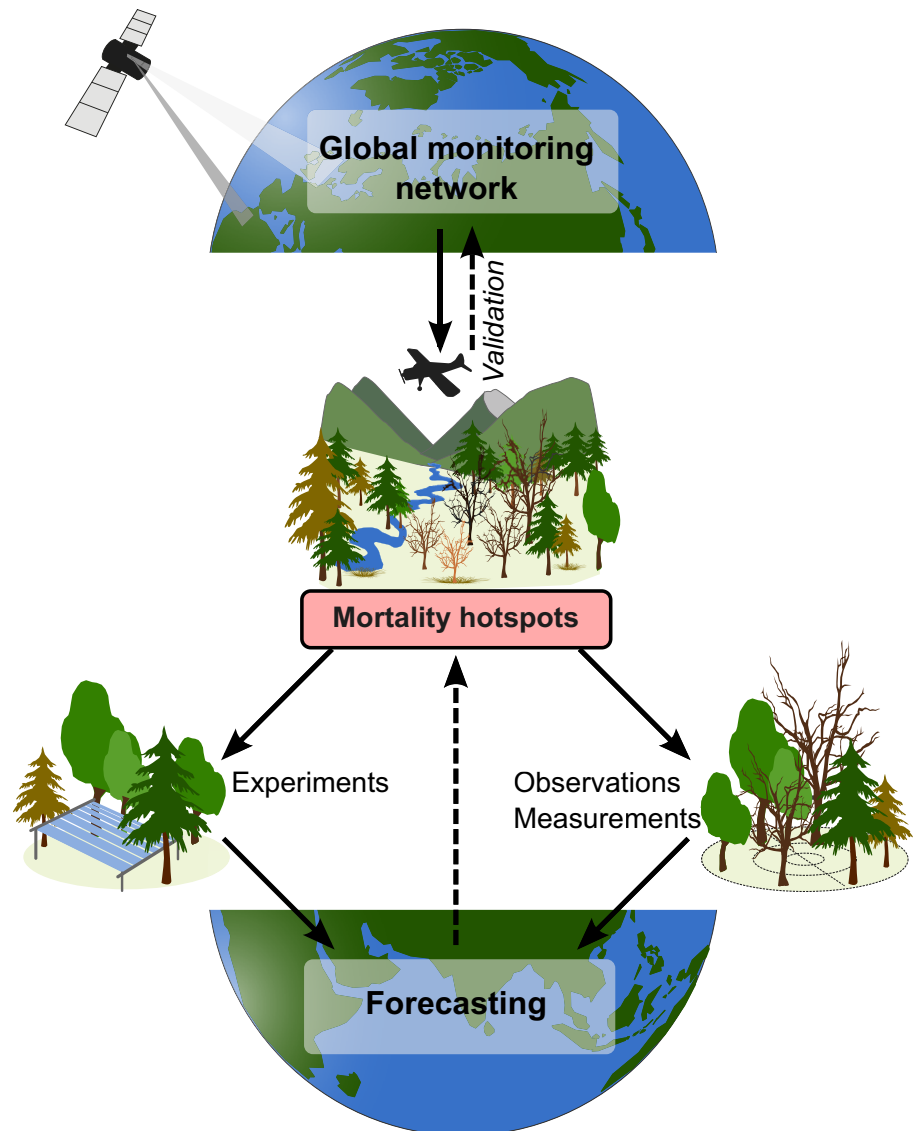 Global monitoring
network
Validation
Mortality hotspots
Experiments
Observations
Measurements
Forecasting